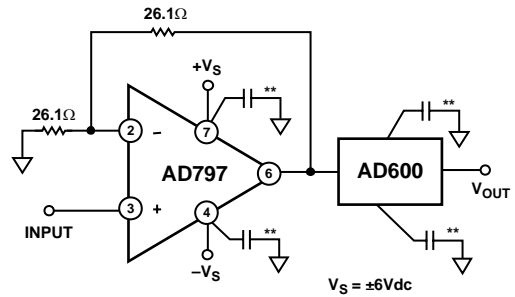 26.1Ω
+VS
**
**
26.1Ω
2
–
7
AD797
6
AD600
VOUT
3
+
4
INPUT
**
**
–VS
VS = ±6Vdc